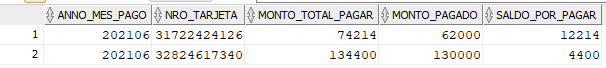 ANNO_MES_PAGO NRO_TARJETA MONTO_TOTAL_PAGAR MONTO_PAGADO SALDO_POR_PAGAR
1 202106 31722424126 74214 62000 12214
2 202106 32824617340 134400 130000 4400